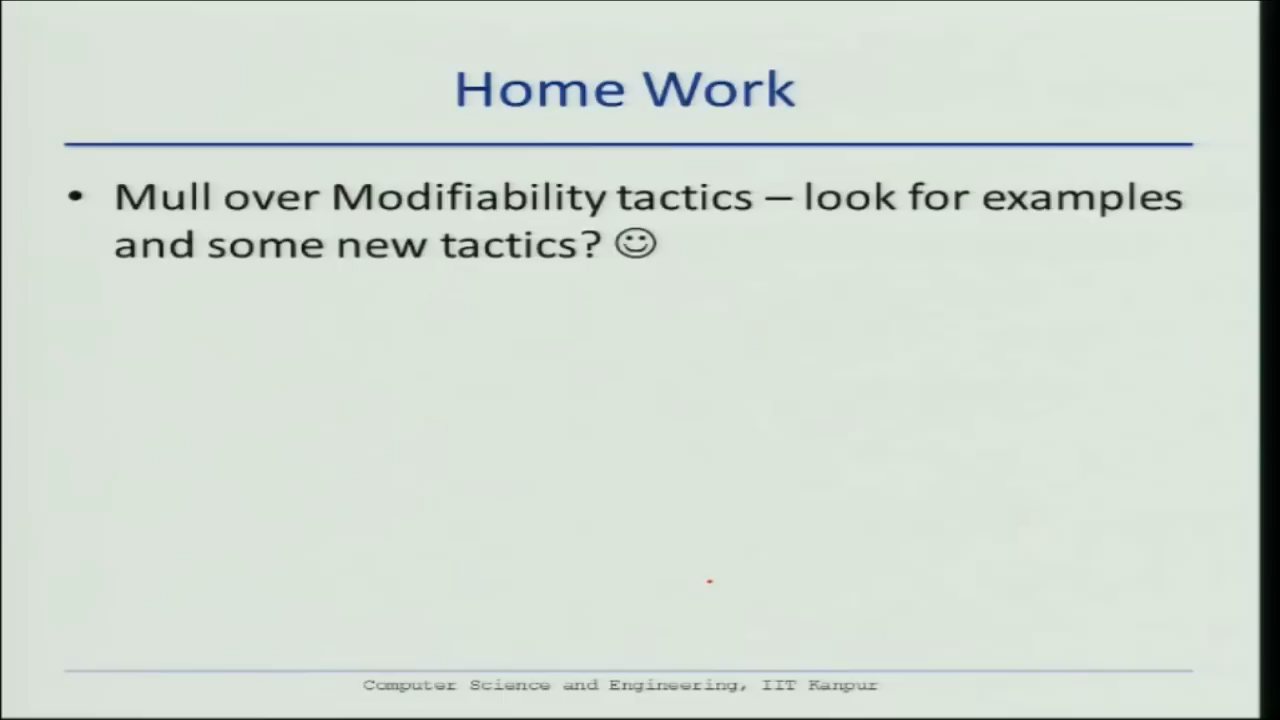 Home Work
• Mull over Modifiability tactics – look for examples
and some new tactics? ☺
Computer Science and Engineering, IIT Kanpur